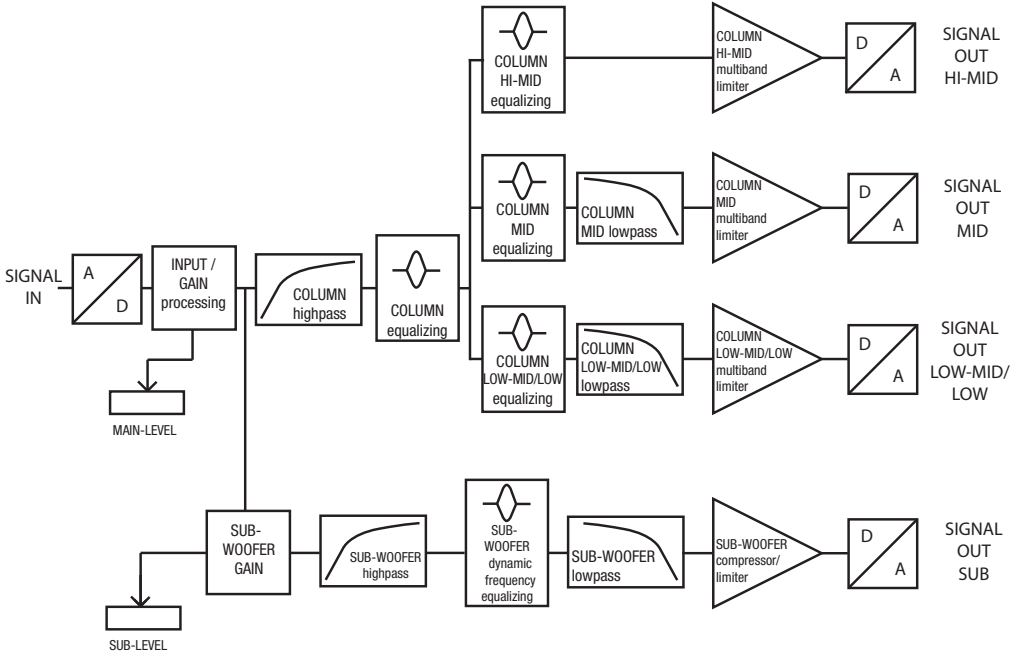 SIGNAL
IN
A
D
INPUT /
GAIN
processing
MAIN-LEVEL
COLUMN
highpass
COLUMN
equalizing
COLUMN
HI-MID
equalizing
COLUMN
HI-MID
multiband
limiter
D
A
SIGNAL
OUT
HI-MID
COLUMN
MID
equalizing
COLUMN
MID lowpass
COLUMN
MID
multiband
limiter
D
A
SIGNAL
OUT
MID
COLUMN
LOW-MID/LOW
equalizing
COLUMN
LOW-MID/LOW
lowpass
COLUMN
LOW-MID/LOW
multiband
limiter
D
A
SIGNAL
OUT
LOW-MID/
LOW
SUB-
WOOFER
GAIN
SUB-LEVEL
SUB-WOOFER
highpass
SUB-
WOOFER
dynamic
frequency
equalizing
SUB-WOOFER
lowpass
SUB-WOOFER
compressor/
limiter
D
A
SIGNAL
OUT
SUB